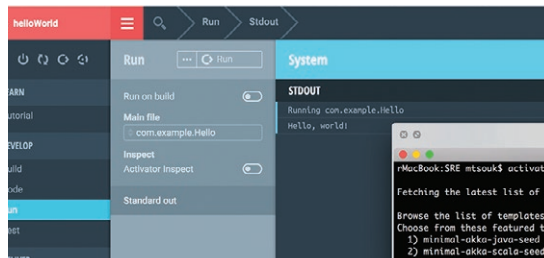 helloWorld
Run
Stdout
Run
Run
System
Run on build
Main file
com.example.Hello
Inspect
Activator Inspect
Standard out
STDOUT
Running com.example.Hello
Hello, world!
rMacBook:SRE mtsouk$ activat
Fetching the latest list of
Browse the list of templates
Choose from these featured t
1) minimal-akka-java-seed
2) minimal-akka-scala-seed
ARN
utorial
EVELOP
uild
ode
un
est